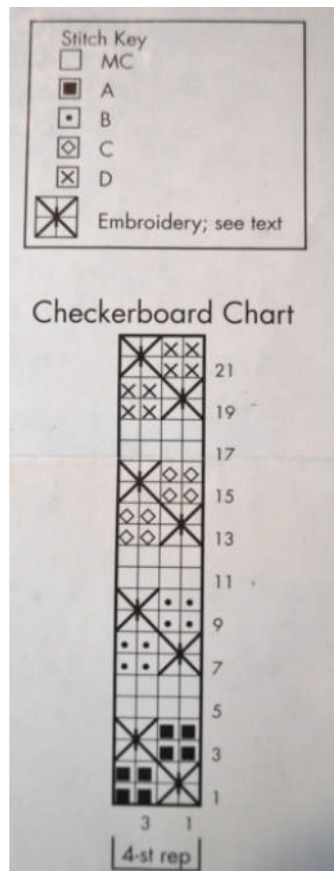 Stitch Key
MC
A
B
C
D
Embroidery; see text
Checkerboard Chart
21
19
17
15
13
11
9
7
5
3
1
3 1
4-st rep